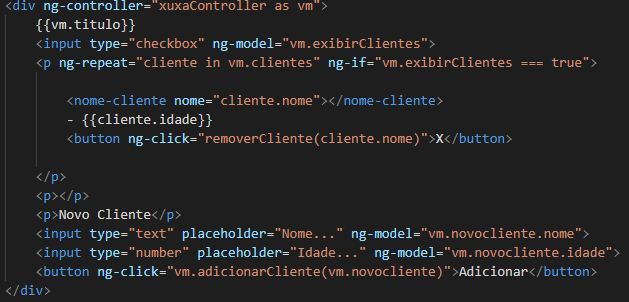 <div ng-controller="xuxaController as vm">
{{vm.titulo}}
<input type="checkbox" ng-model="vm.exibirClientes">
<p ng-repeat="cliente in vm.clientes" ng-if="vm.exibirClientes === true">
<nome-cliente nome="cliente.nome"></nome-cliente>
- {{cliente.idade}}
<button ng-click="removerCliente(cliente.nome)">X</button>
</p>
<p></p>
<p>Novo Cliente</p>
<input type="text" placeholder="Nome..." ng-model="vm.novocliente.nome">
<input type="number" placeholder="Idade..." ng-model="vm.novocliente.idade">
<button ng-click="vm.adicionarCliente(vm.novocliente)">Adicionar</button>
</div>